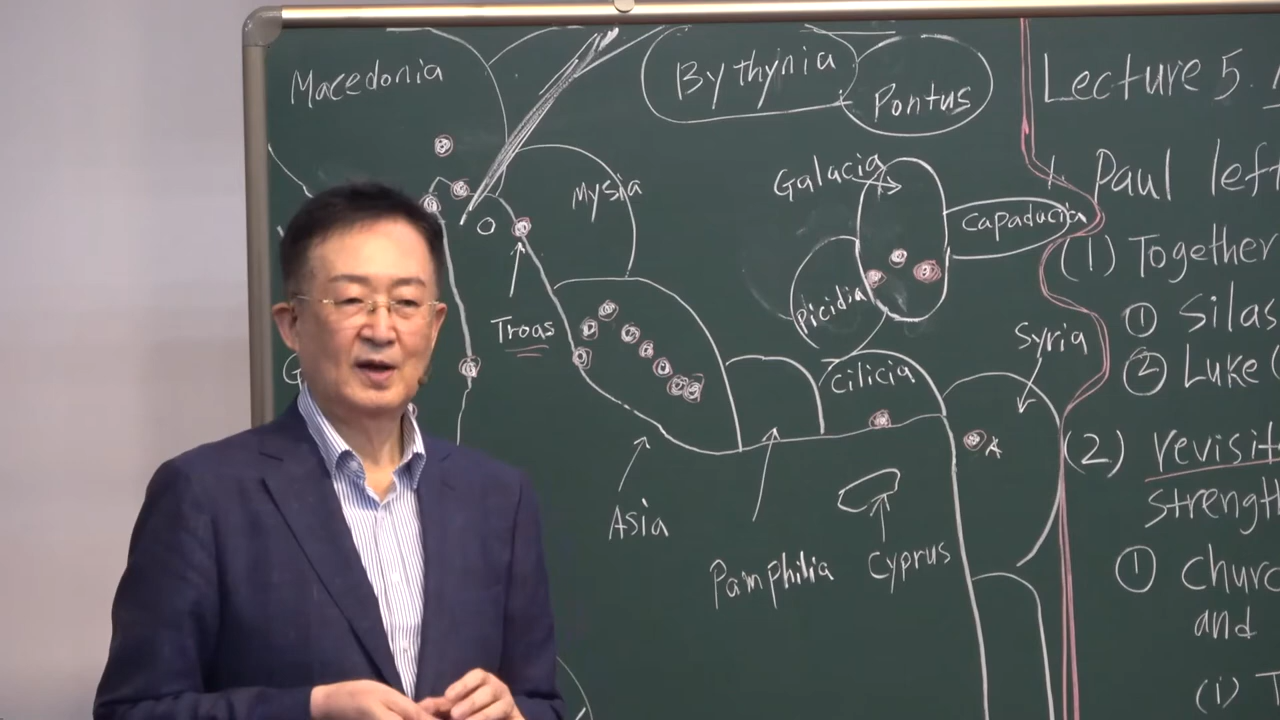 Macedonia
Bythynia
Pontus
Mysia
Galacia
Capaducia
Picidia
Troas
Cilicia
Syria
A
Asia
Pamphilia
Cyprus
G
Lecture 5.
1. Paul left
(1) Together
① Silas
② Luke (
(2) revisit
strength
① Churc
and
(i) T